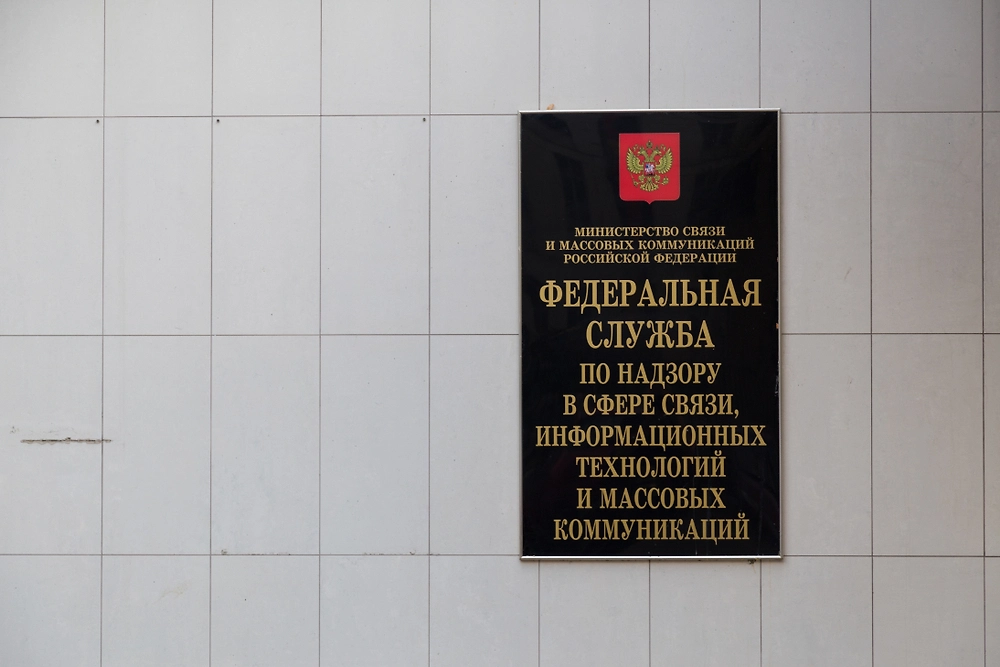 МИНИСТЕРСТВО СВЯЗИ
И МАССОВЫХ КОММУНИКАЦИЙ
РОССИЙСКОЙ ФЕДЕРАЦИИ
ФЕДЕРАЛЬНАЯ
СЛУЖБА
ПО НАДЗОРУ
В СФЕРЕ СВЯЗИ,
ИНФОРМАЦИОННЫХ
ТЕХНОЛОГИЙ
И МАССОВЫХ
КОММУНИКАЦИЙ